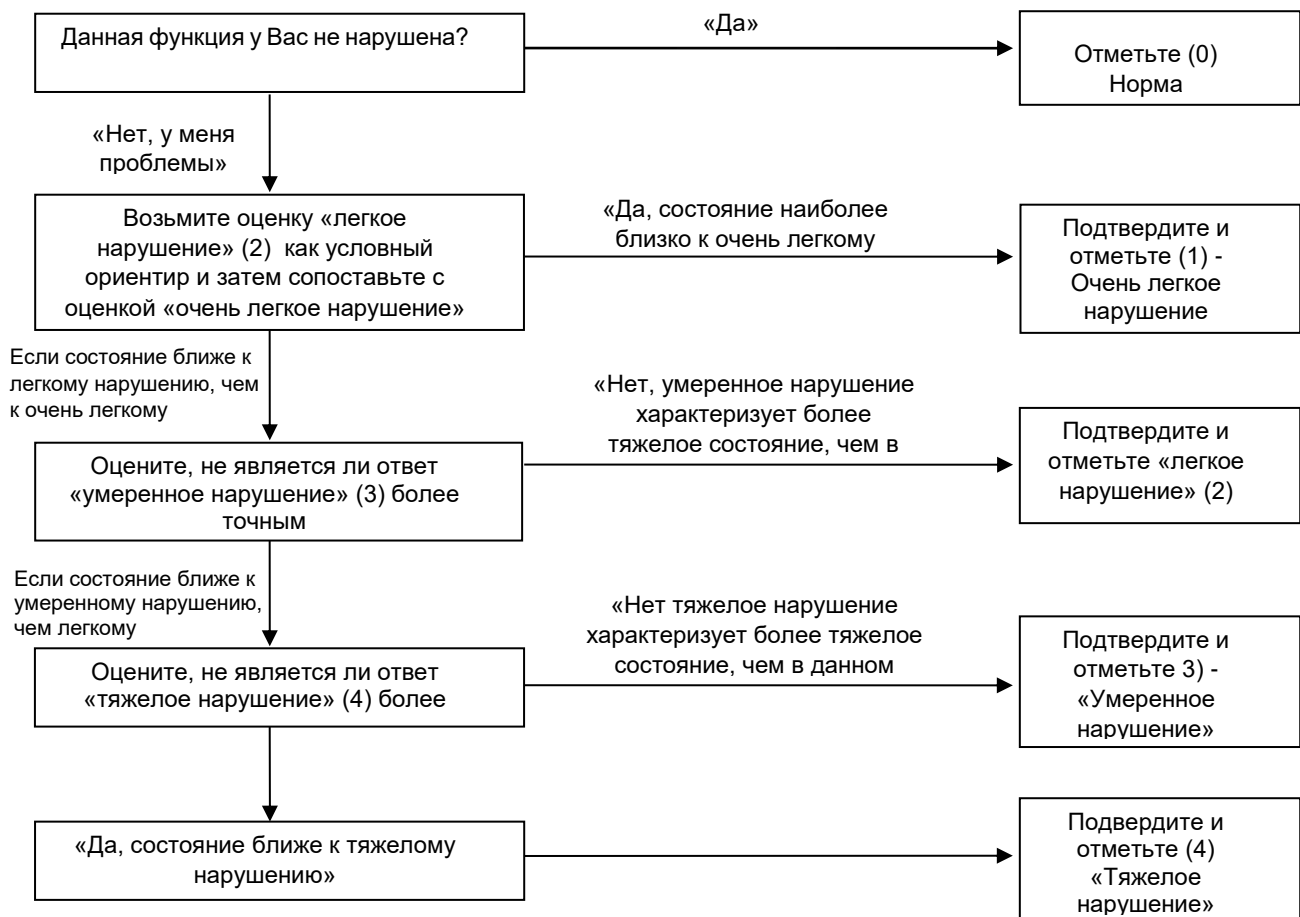 Данная функция у Вас не нарушена?
«Да»
Отметьте (0)
Норма
«Нет, у меня
проблемы»
Возьмите оценку «легкое
нарушение» (2) как условный
ориентир и затем сопоставьте с
оценкой «очень легкое нарушение»
«Да, состояние наиболее
близко к очень легкому
Подтвердите и
отметьте (1) -
Очень легкое
нарушение
Если состояние ближе к
легкому нарушению, чем
к очень легкому
Оцените, не является ли ответ
«умеренное нарушение» (3) более
точным
«Нет, умеренное нарушение
характеризует более
тяжелое состояние, чем в
Подтвердите и
отметьте «легкое
нарушение» (2)
Если состояние ближе к
умеренному нарушению,
чем легкому
Оцените, не является ли ответ
«тяжелое нарушение» (4) более
«Нет тяжелое нарушение
характеризует более тяжелое
состояние, чем в данном
Подтвердите и
отметьте 3) -
«Умеренное
нарушение»
«Да, состояние ближе к тяжелому
нарушению»
Подвердите и
отметьте (4)
«Тяжелое
нарушение»